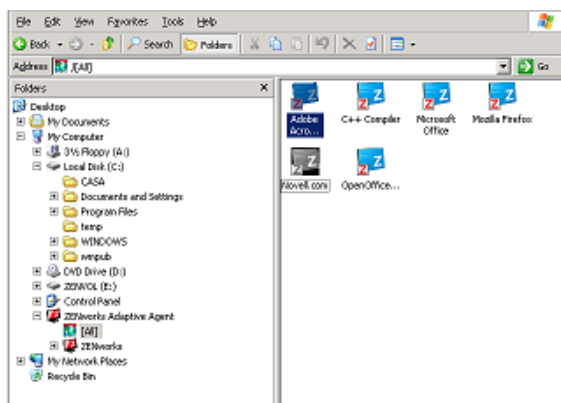 File Edit View Favorites Tools Help
Back Search Folders
Address [All] Go
Folders
Desktop
My Documents
My Computer
3½ Floppy (A:)
Local Disk (C:)
CASA
Documents and Settings
Program Files
temp
WINDOWS
wmpub
DVD Drive (D:)
ZENVOL (E:)
Control Panel
ZENworks Adaptive Agent
[All]
ZENworks
My Network Places
Recycle Bin
Adobe
Acro...
C++ Compiler
Microsoft
Office
Mozilla Firefox
Novell.com
OpenOffice...